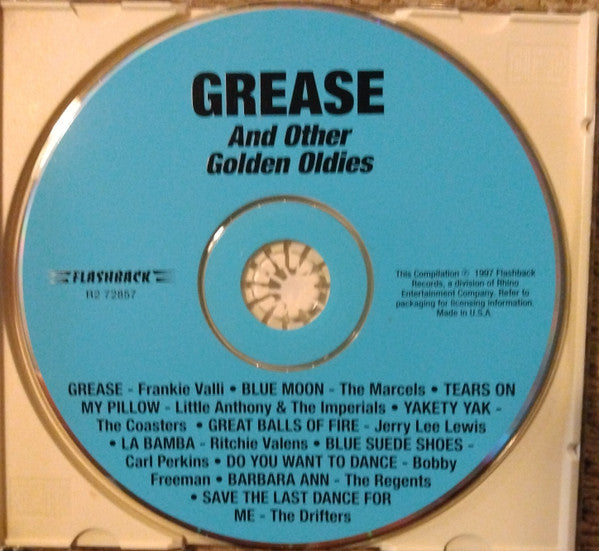 GREASE
And Other
Golden Oldies
FLASHBACK
R2 72857
This Compilation ℗ 1997 Flashback
Records, a division of Rhino
Entertainment Company. Refer to
packaging for licensing information.
Made in U.S.A.
GREASE - Frankie Valli • BLUE MOON - The Marcels • TEARS ON
MY PILLOW - Little Anthony & The Imperials • YAKETY YAK -
The Coasters • GREAT BALLS OF FIRE - Jerry Lee Lewis
• LA BAMBA - Ritchie Valens • BLUE SUEDE SHOES -
Carl Perkins • DO YOU WANT TO DANCE - Bobby
Freeman • BARBARA ANN - The Regents
• SAVE THE LAST DANCE FOR
ME - The Drifters